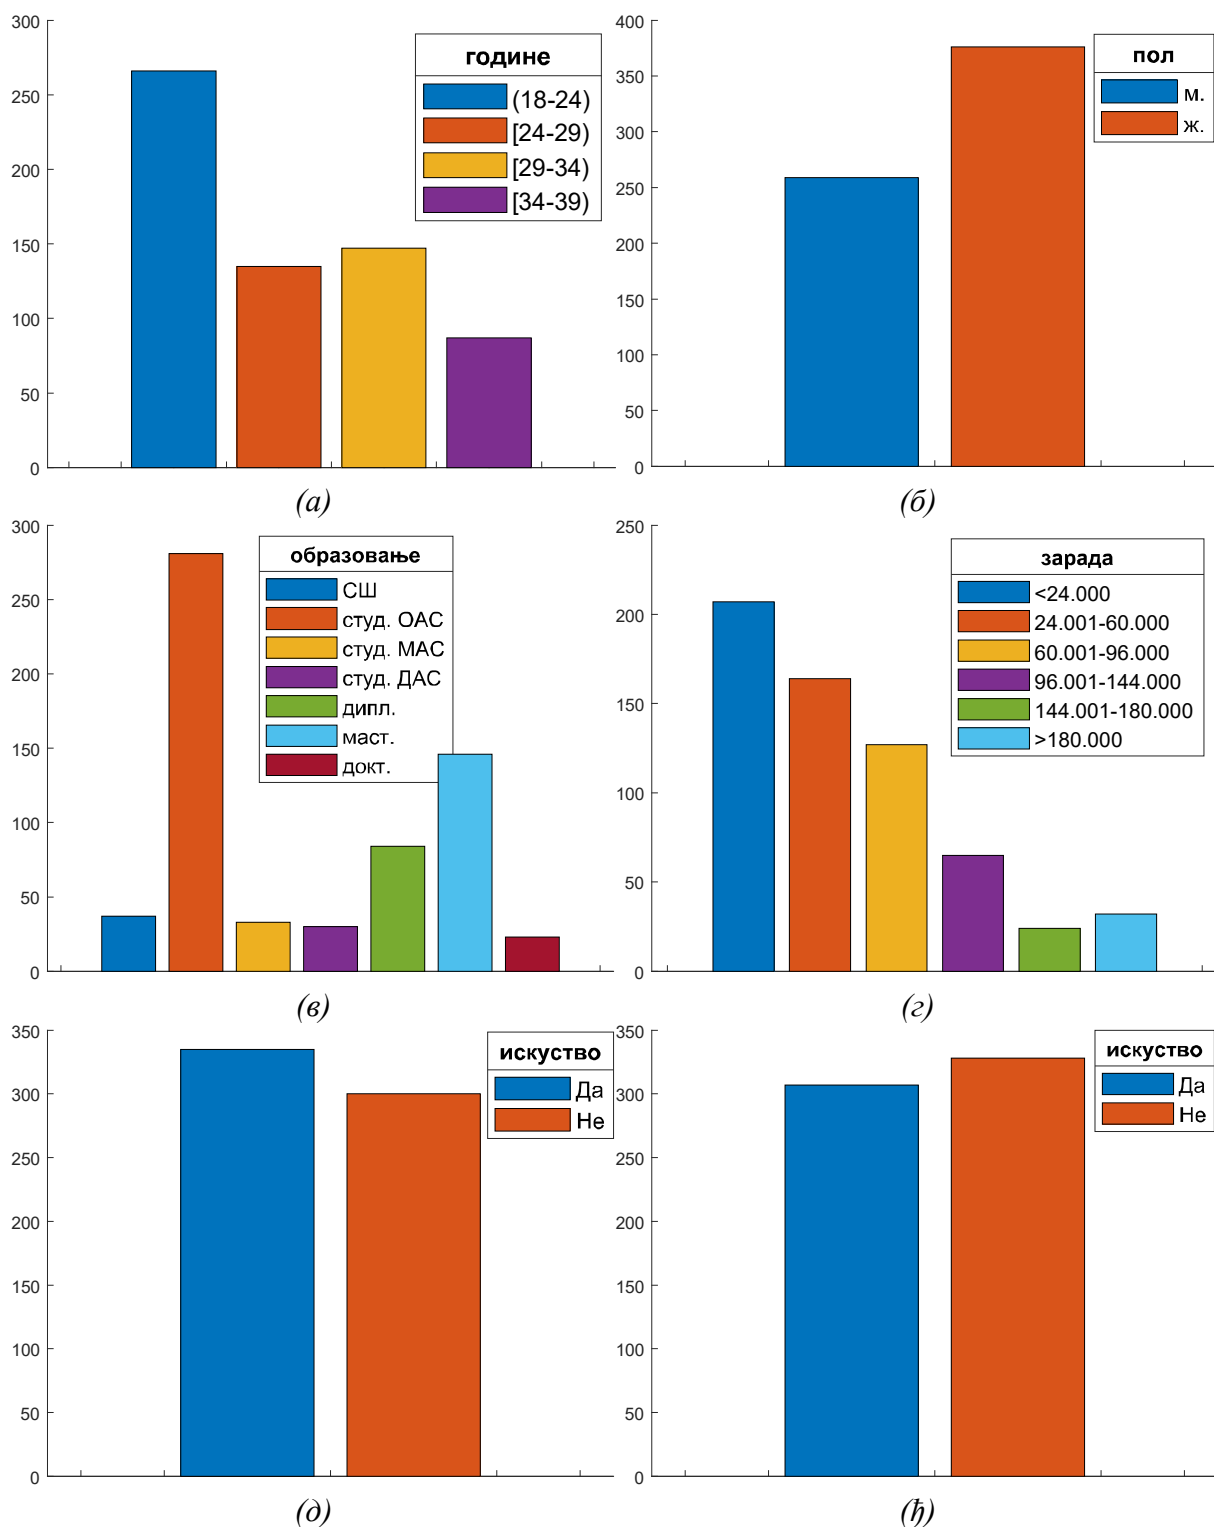 300
250
200
150
100
50
0
године
(18-24)
[24-29)
[29-34)
[34-39)
(а)
400
350
300
250
200
150
100
50
0
пол
м.
ж.
(б)
300
250
200
150
100
50
0
образовање
СШ
студ. ОАС
студ. МАС
студ. ДАС
дипл.
маст.
докт.
(в)
250
200
150
100
50
0
зарада
<24.000
24.001-60.000
60.001-96.000
96.001-144.000
144.001-180.000
>180.000
(г)
350
300
250
200
150
100
50
0
искуство
Да
Не
(д)
350
300
250
200
150
100
50
0
искуство
Да
Не
(ђ)